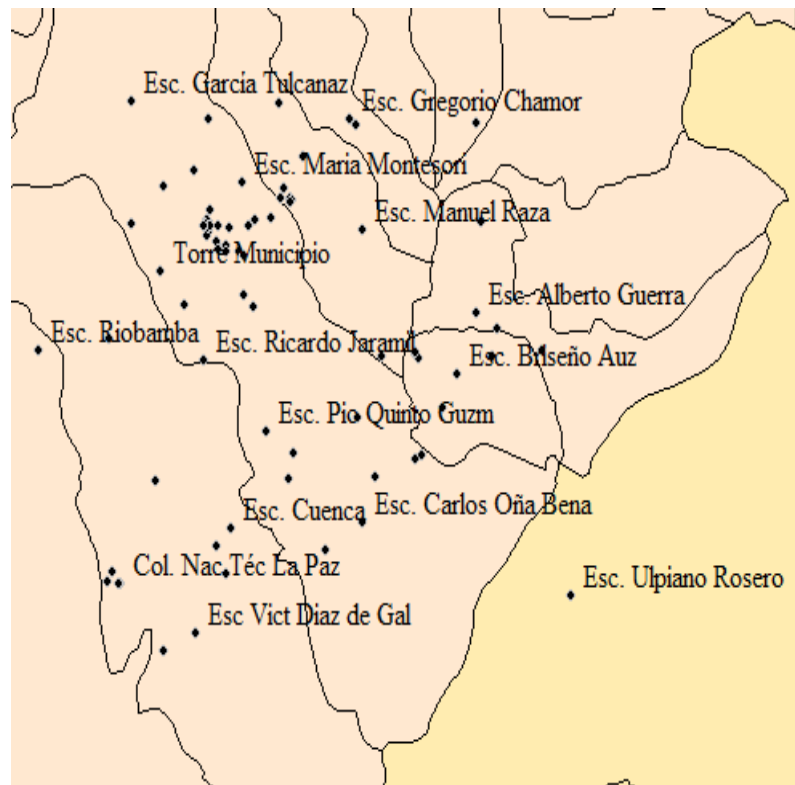 Esc. García Tulcanaz
Esc. Gregorio Chamor
Esc. Maria Montesori
Esc. Manuel Raza
Torre Municipio
Esc. Alberto Guerra
Esc. Riobamba
Esc. Ricardo Jaramil
Esc. Briseño Auz
Esc. Pio Quinto Guzm
Esc. Cuenca
Esc. Carlos Oña Bena
Col. Nac Téc La Paz
Esc. Ulpiano Rosero
Esc Vict Diaz de Gal